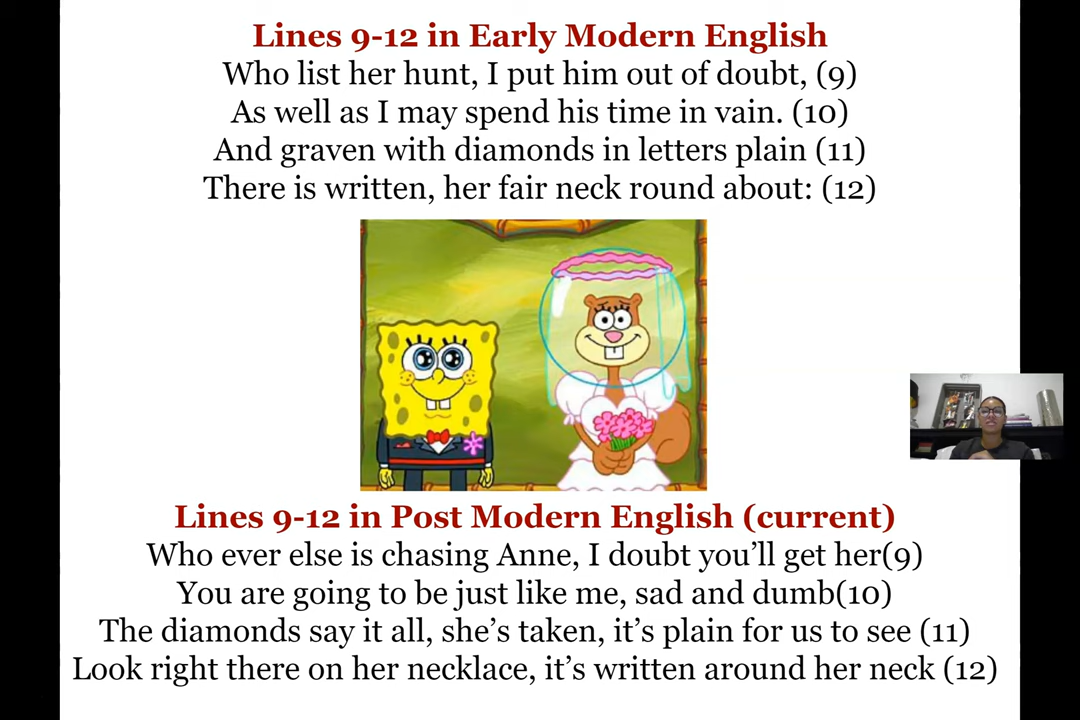 Lines 9-12 in Early Modern English
Who list her hunt, I put him out of doubt, (9)
As well as I may spend his time in vain. (10)
And graven with diamonds in letters plain (11)
There is written, her fair neck round about: (12)
Lines 9-12 in Post Modern English (current)
Who ever else is chasing Anne, I doubt you’ll get her(9)
You are going to be just like me, sad and dumb(10)
The diamonds say it all, she’s taken, it’s plain for us to see (11)
Look right there on her necklace, it’s written around her neck (12)